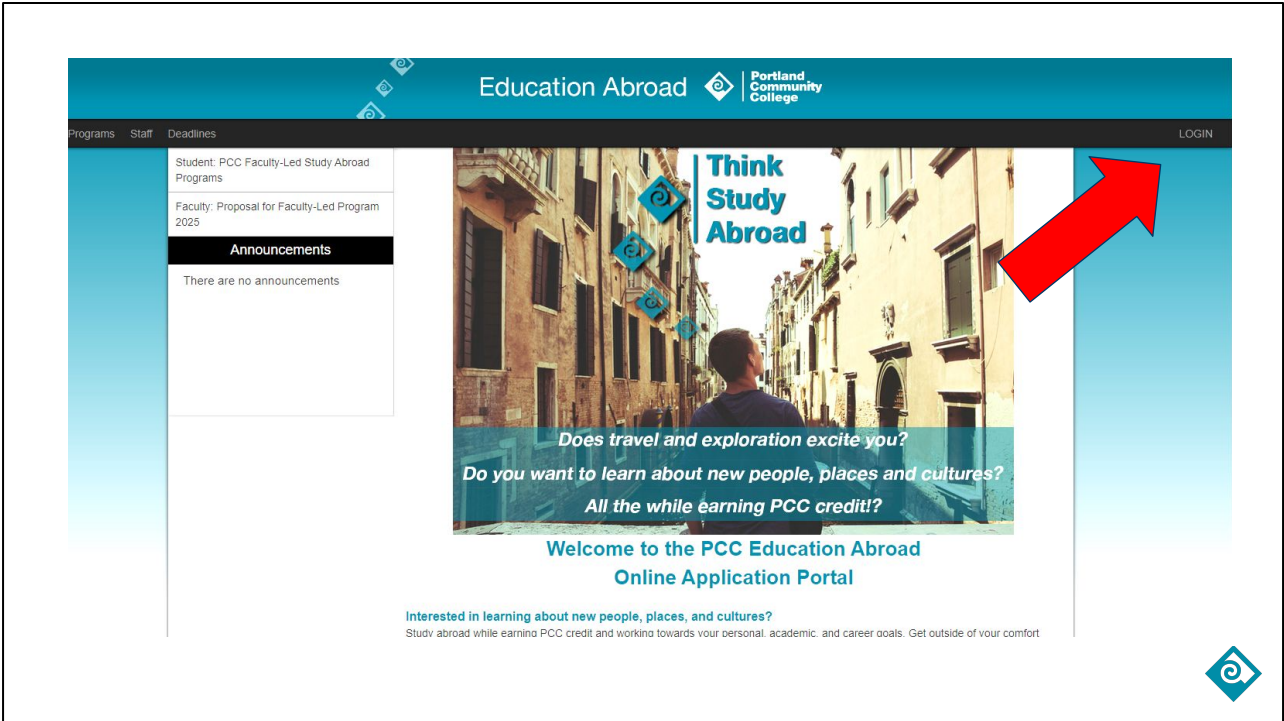 Education Abroad
Portland
Community
College
Programs Staff Deadlines LOGIN
Student: PCC Faculty-Led Study Abroad
Programs
Faculty: Proposal for Faculty-Led Program
2025
Announcements
There are no announcements
Think
Study
Abroad
Does travel and exploration excite you?
Do you want to learn about new people, places and cultures?
All the while earning PCC credit!?
Welcome to the PCC Education Abroad
Online Application Portal
Interested in learning about new people, places, and cultures?
Study abroad while earning PCC credit and working towards your personal, academic, and career goals. Get outside of your comfort